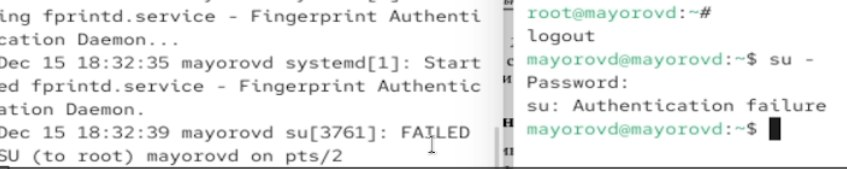 ing fprintd.service - Fingerprint Authenti
cation Daemon...
Dec 15 18:32:35 mayorovd systemd[1]: Start
ed fprintd.service - Fingerprint Authentic
ation Daemon.
Dec 15 18:32:39 mayorovd su[3761]: FAILED
SU (to root) mayorovd on pts/2
root@mayorovd:~#
logout
mayorovd@mayorovd:~$ su -
Password:
su: Authentication failure
mayorovd@mayorovd:~$